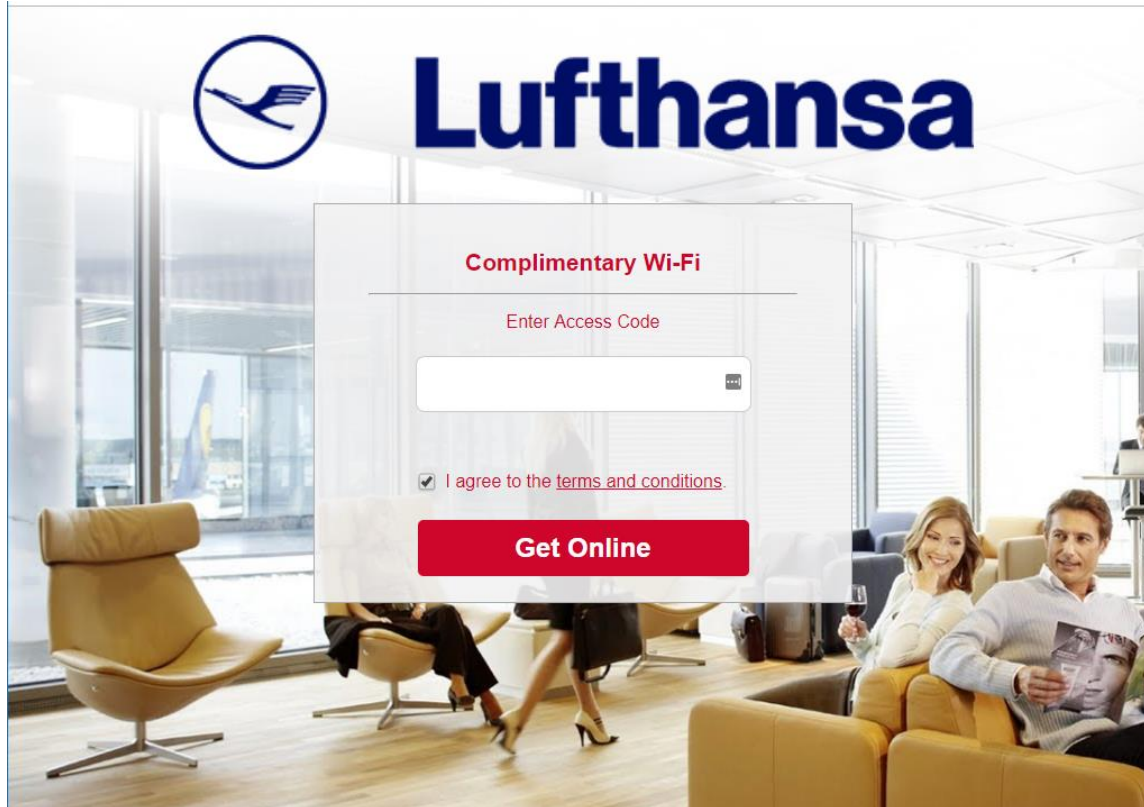 Lufthansa
Complimentary Wi-Fi
Enter Access Code
I agree to the terms and conditions.
Get Online